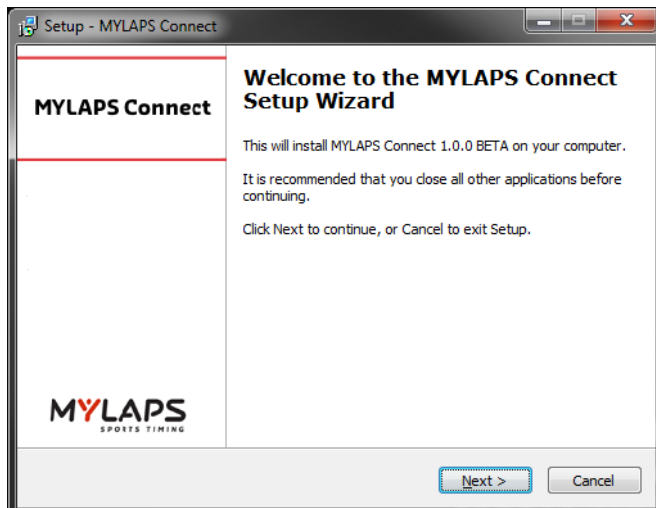 Setup - MYLAPS Connect
MYLAPS Connect
Welcome to the MYLAPS Connect
Setup Wizard
This will install MYLAPS Connect 1.0.0 BETA on your computer.
It is recommended that you close all other applications before
continuing.
Click Next to continue, or Cancel to exit Setup.
MYLAPS
SPORTS TIMING
Next >
Cancel